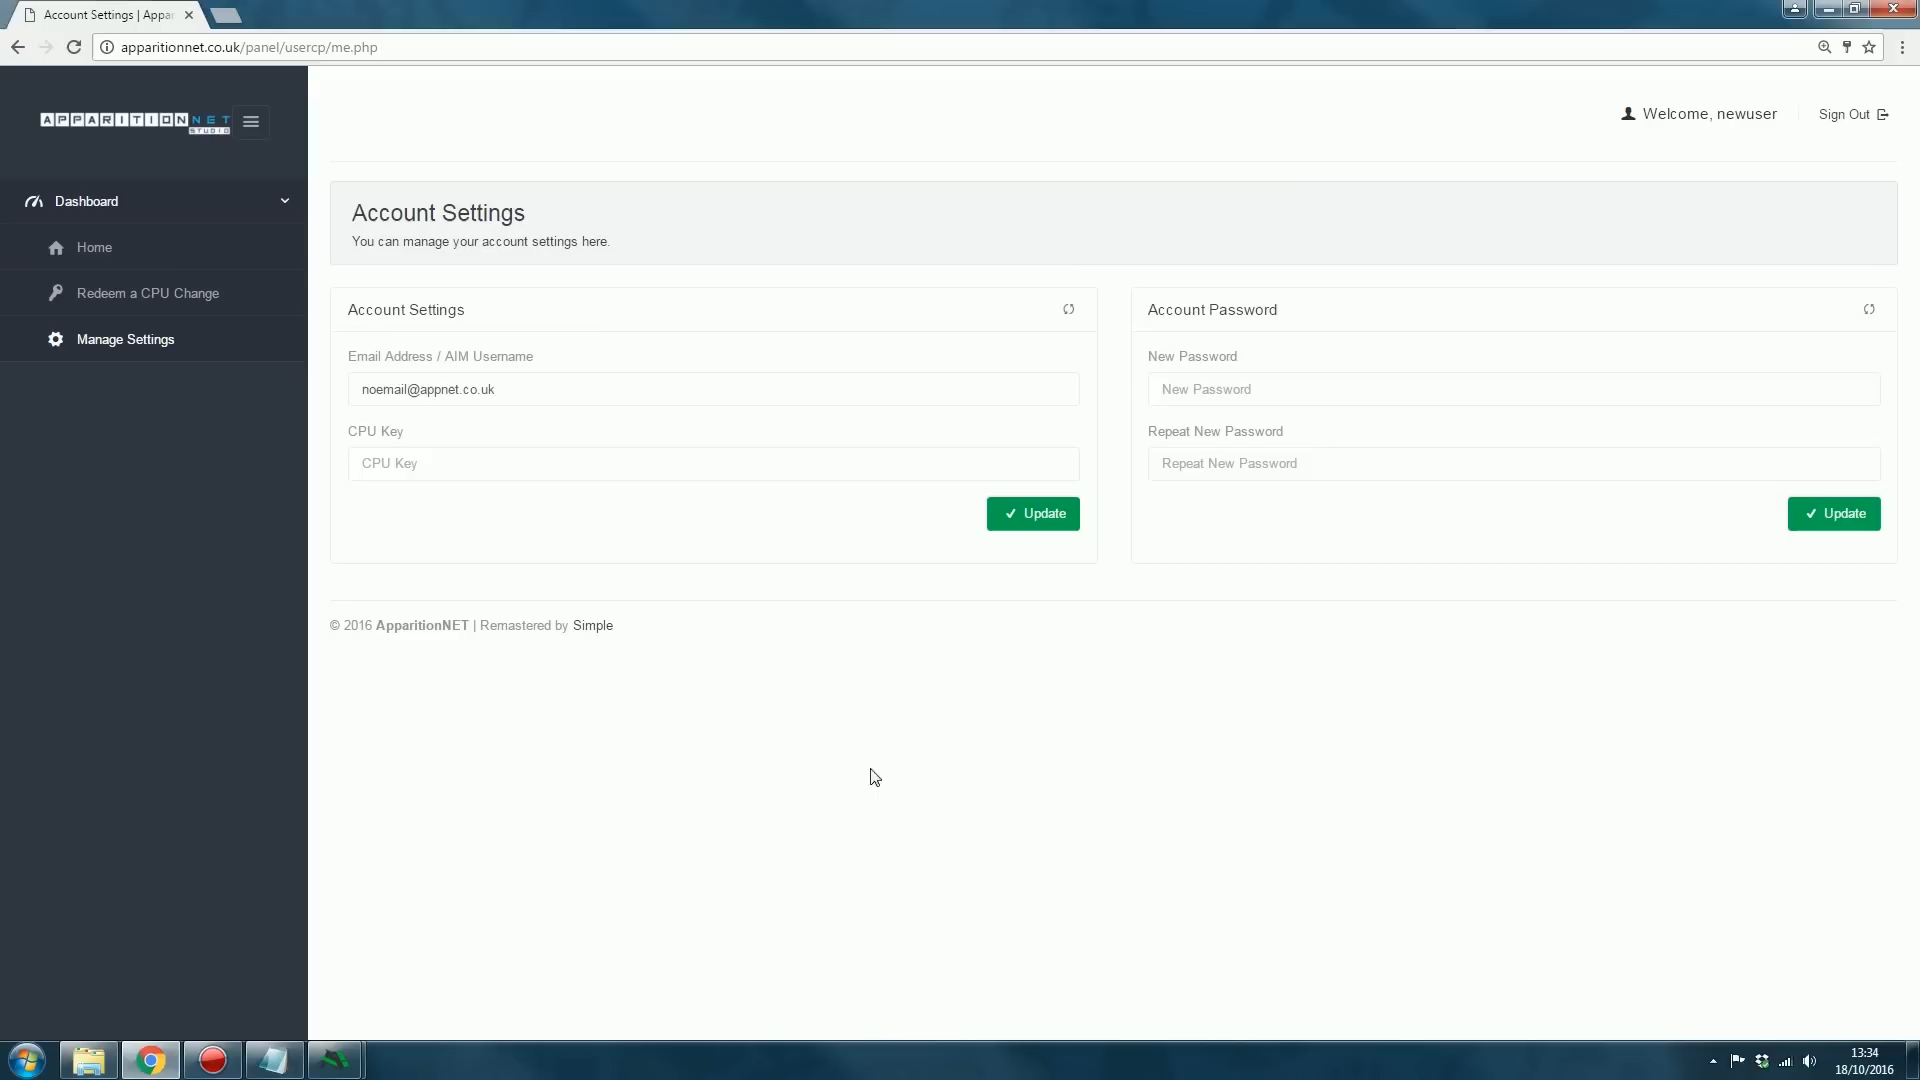 Account Settings | Appa
apparitionnet.co.uk/panel/usercp/me.php
APPARITIONNET
STUDIO
Welcome, newuser
Sign Out
Dashboard
Home
Redeem a CPU Change
Manage Settings
Account Settings
You can manage your account settings here.
Account Settings
Email Address / AIM Username
noemail@appnet.co.uk
CPU Key
CPU Key
Update
Account Password
New Password
New Password
Repeat New Password
Repeat New Password
Update
© 2016 ApparitionNET | Remastered by Simple
13:34
18/10/2016